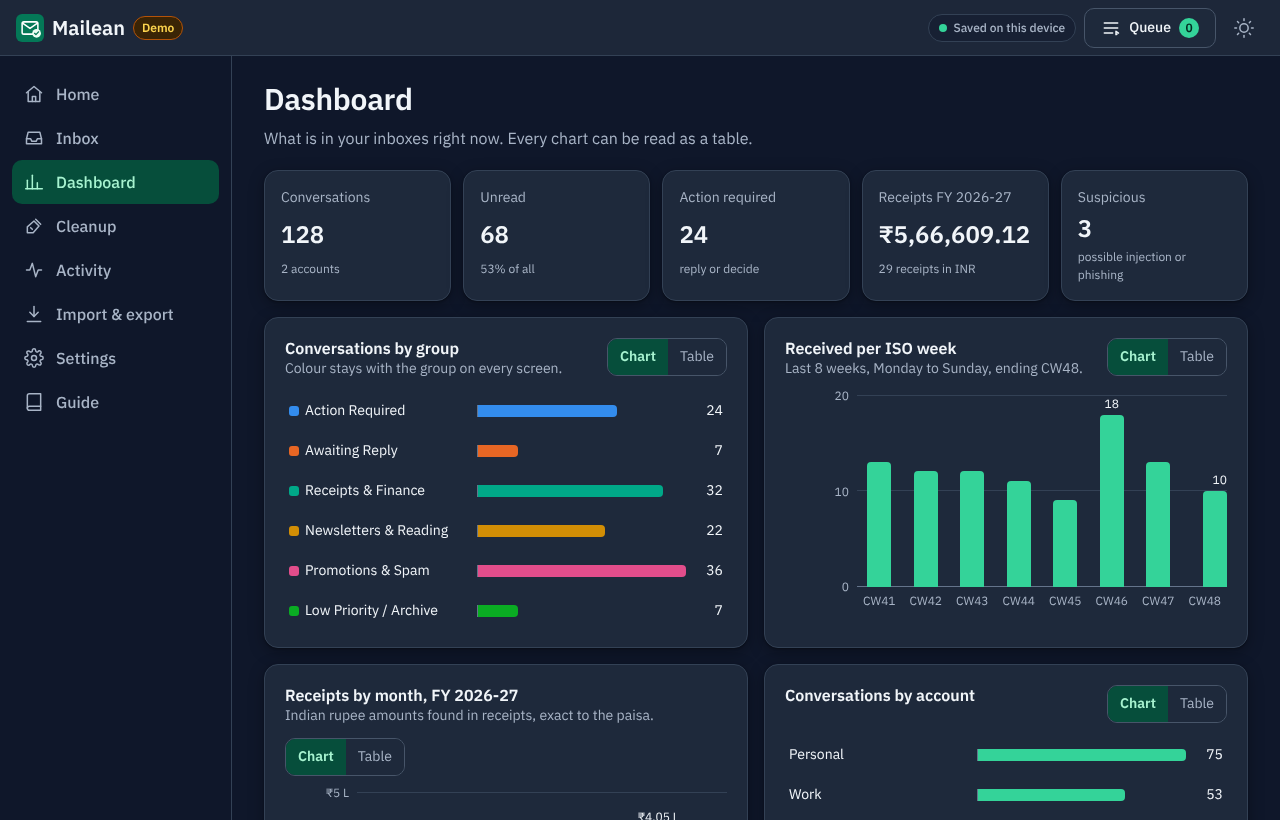 Mailean Demo
Saved on this device
Queue 0
Home
Inbox
Dashboard
Cleanup
Activity
Import & export
Settings
Guide
Dashboard
What is in your inboxes right now. Every chart can be read as a table.
Conversations
128
2 accounts
Unread
68
53% of all
Action required
24
reply or decide
Receipts FY 2026-27
₹5,66,609.12
29 receipts in INR
Suspicious
3
possible injection or
phishing
Conversations by group
Colour stays with the group on every screen.
Chart Table
Action Required 24
Awaiting Reply 7
Receipts & Finance 32
Newsletters & Reading 22
Promotions & Spam 36
Low Priority / Archive 7
Received per ISO week
Last 8 weeks, Monday to Sunday, ending CW48.
Chart Table
20
18
10
10
0
CW41 CW42 CW43 CW44 CW45 CW46 CW47 CW48
Receipts by month, FY 2026-27
Indian rupee amounts found in receipts, exact to the paisa.
Chart Table
₹5 L
₹4.05 L
Conversations by account
Chart Table
Personal 75
Work 53